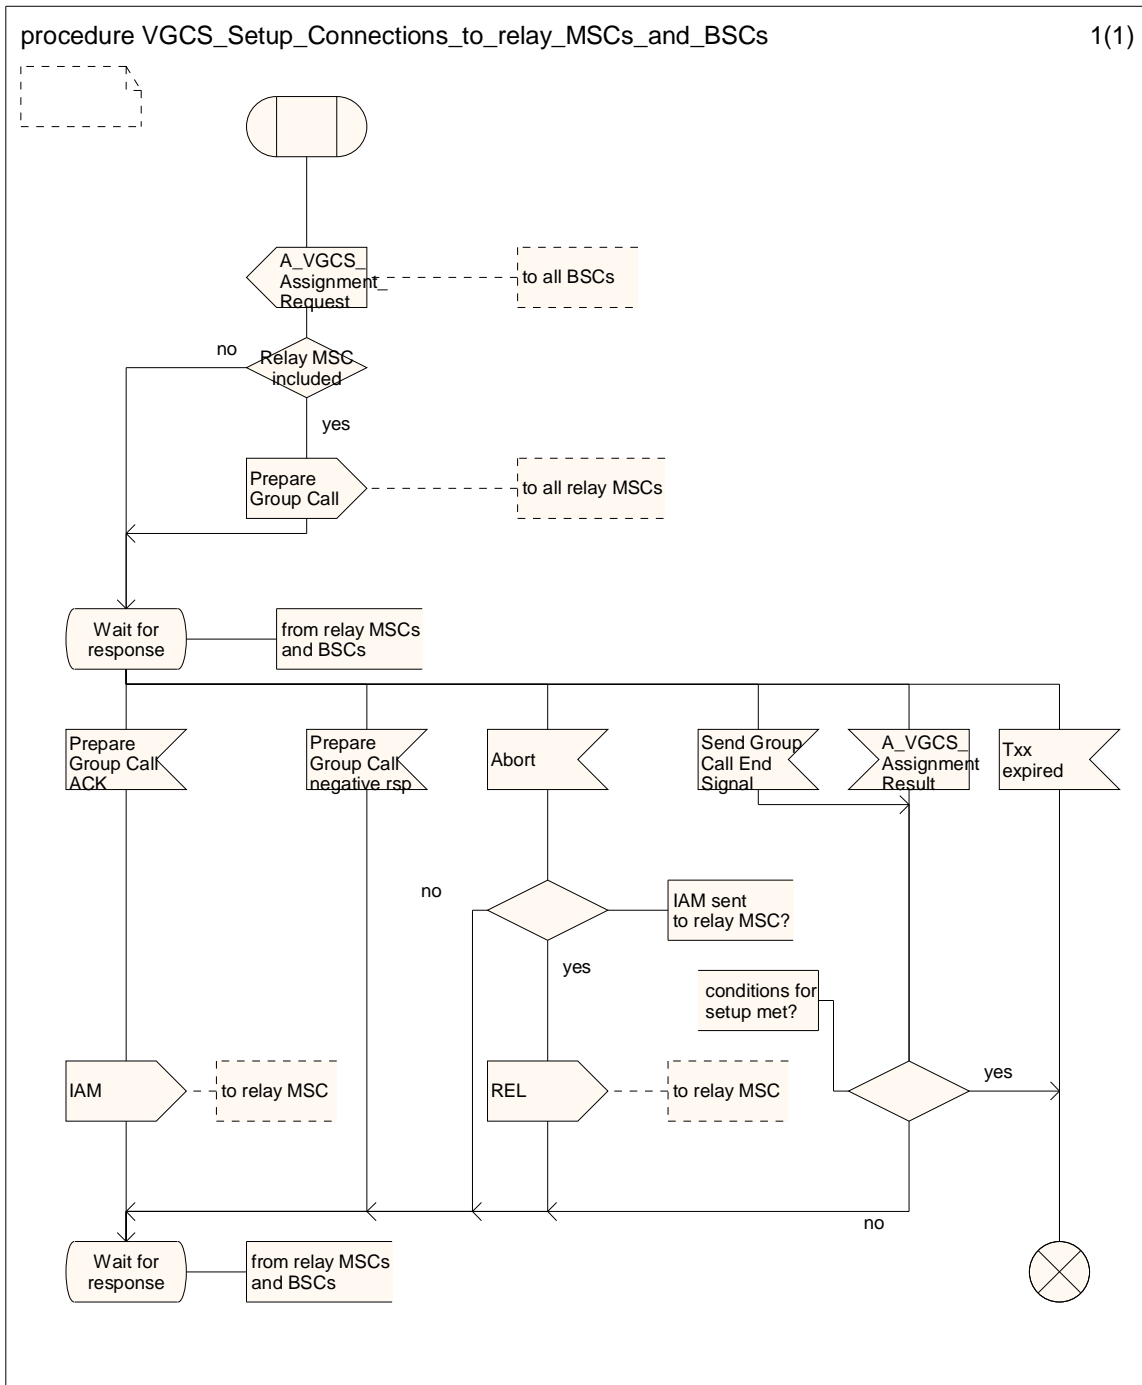 procedure VGCS_Setup_Connections_to_relay_MSCs_and_BSCs
1(1)
A_VGCS_
Assignment_
Request
to all BSCs
no
Relay MSC
included
yes
Prepare
Group Call
to all relay MSCs
Wait for
response
from relay MSCs
and BSCs
Prepare
Group Call
ACK
Prepare
Group Call
negative rsp
Abort
Send Group
Call End
Signal
A_VGCS_
Assignment
Result
Txx
expired
no
IAM sent
to relay MSC?
yes
conditions for
setup met?
IAM
to relay MSC
REL
to relay MSC
yes
no
Wait for
response
from relay MSCs
and BSCs